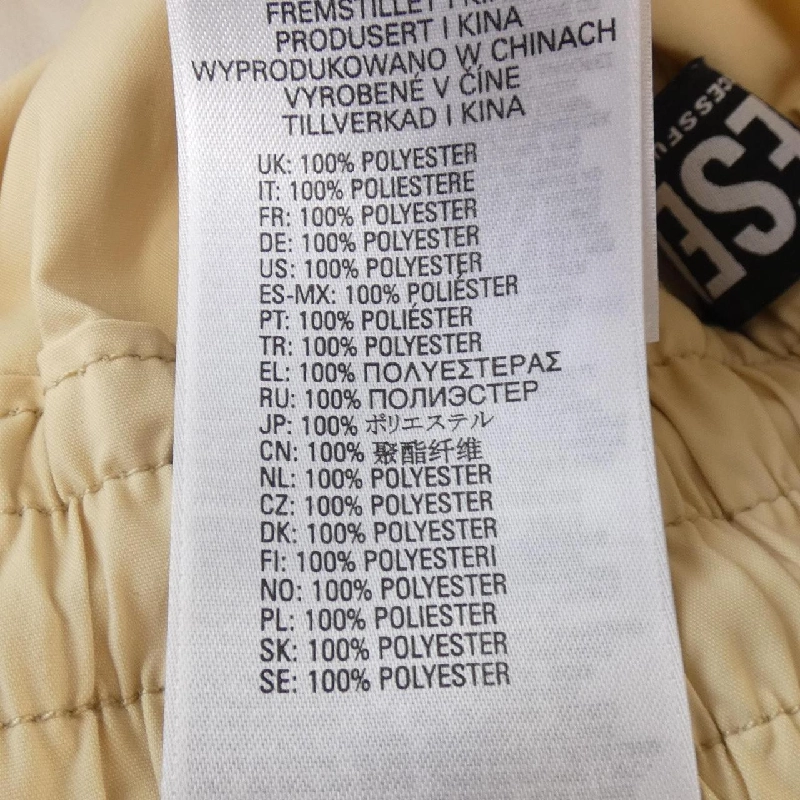 FREMSTILLET I KINA
PRODUSERT I KINA
WYPRODUKOWANO W CHINACH
VYROBENÉ V ČÍNE
TILLVERKAD I KINA
UK: 100% POLYESTER
IT: 100% POLIESTERE
FR: 100% POLYESTER
DE: 100% POLYESTER
US: 100% POLYESTER
ES-MX: 100% POLIÉSTER
PT: 100% POLIÉSTER
TR: 100% POLYESTER
EL: 100% ΠΟΛΥΕΣΤΕΡΑΣ
RU: 100% ПОЛИЭСТЕР
JP: 100% ポリエステル
CN: 100% 聚酯纤维
NL: 100% POLYESTER
CZ: 100% POLYESTER
DK: 100% POLYESTER
FI: 100% POLYESTERI
NO: 100% POLYESTER
PL: 100% POLIESTER
SK: 100% POLYESTER
SE: 100% POLYESTER